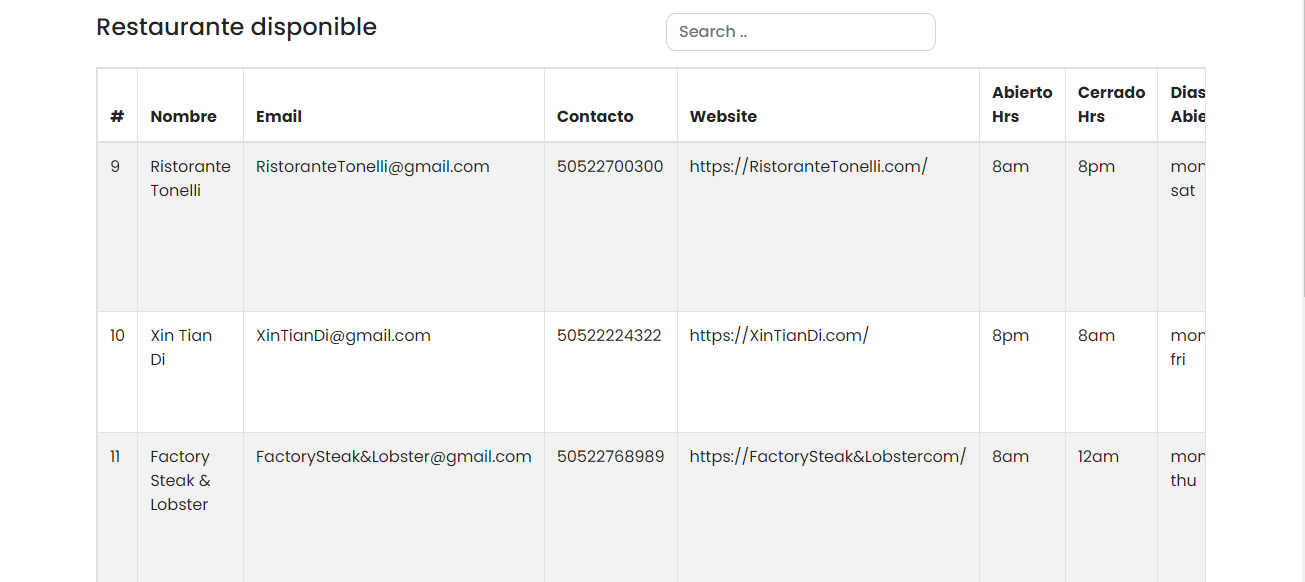 Restaurante disponible
Search ..
# Nombre Email Contacto Website Abierto Hrs Cerrado Hrs Dias Abie
9 Ristorante Tonelli RistoranteTonelli@gmail.com 50522700300 https://RistoranteTonelli.com/ 8am 8pm mon sat
10 Xin Tian Di XinTianDi@gmail.com 50522224322 https://XinTianDi.com/ 8pm 8am mon fri
11 Factory Steak & Lobster FactorySteak&Lobster@gmail.com 50522768989 https://FactorySteak&Lobstercom/ 8am 12am mon thu